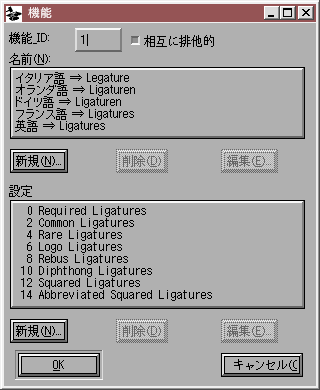 機能
機能_ID: 1 相互に排他的
名前(N):
イタリア語 ⇒ Legature
オランダ語 ⇒ Ligaturen
ドイツ語 ⇒ Ligaturen
フランス語 ⇒ Ligatures
英語 ⇒ Ligatures
新規(N)... 削除(D) 編集(E)...
設定
0 Required Ligatures
2 Common Ligatures
4 Rare Ligatures
6 Logo Ligatures
8 Rebus Ligatures
10 Diphthong Ligatures
12 Squared Ligatures
14 Abbreviated Squared Ligatures
新規(N)... 削除(D) 編集(E)...
OK キャンセル(C